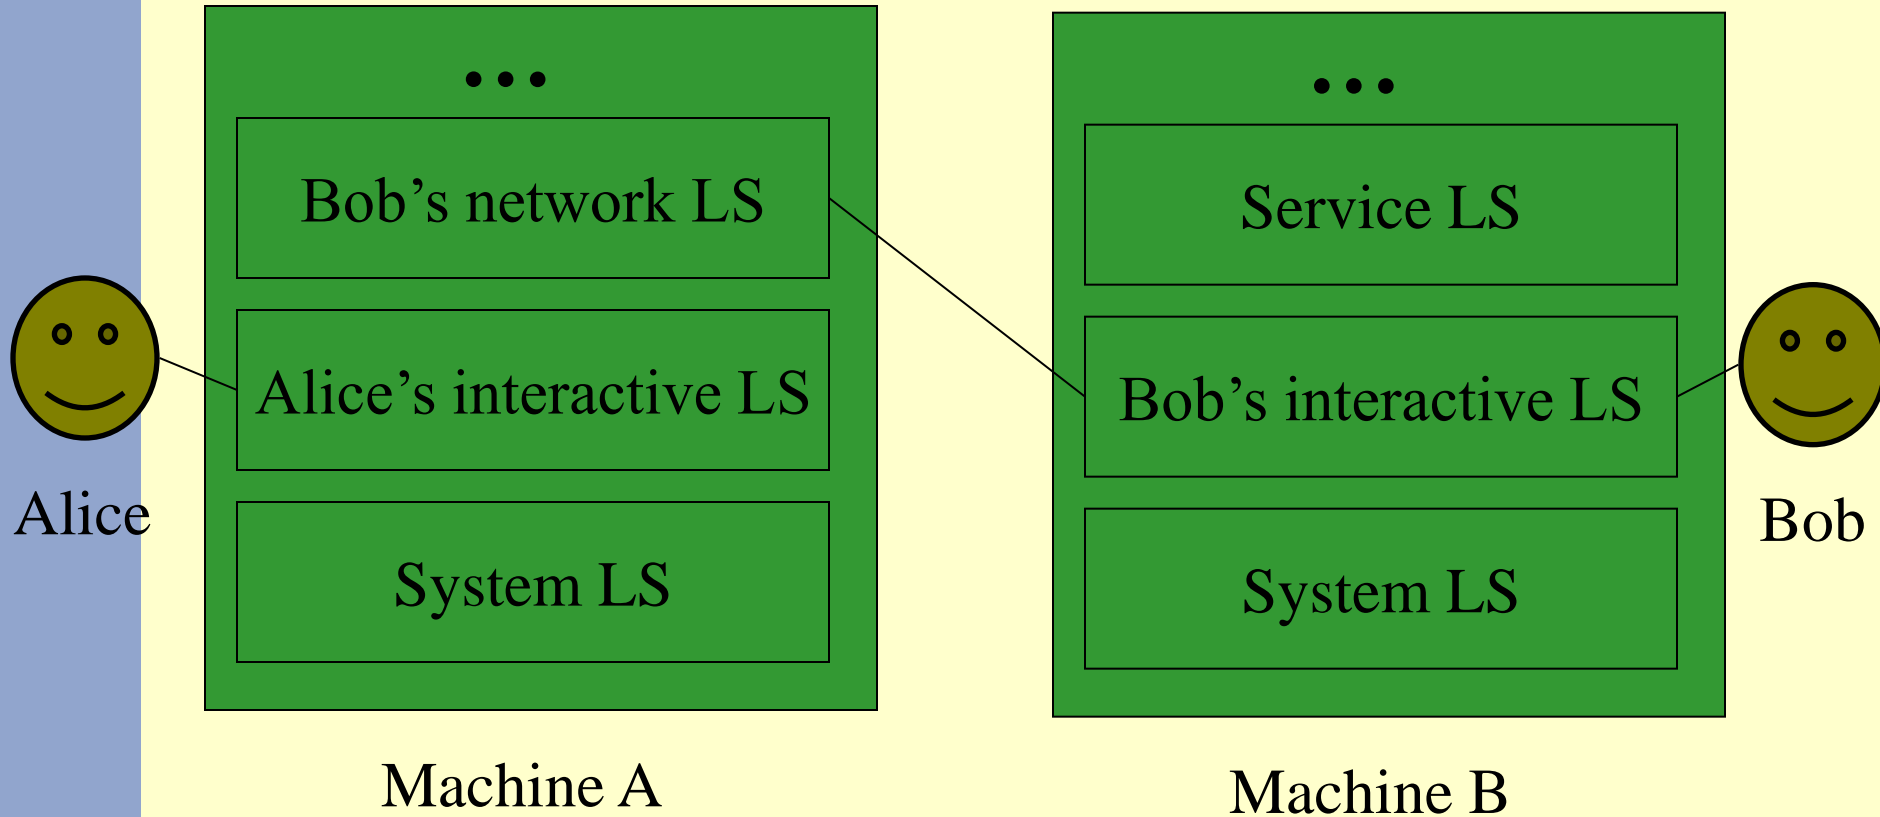 ...
Bob’s network LS
Alice’s interactive LS
System LS
Alice
Machine A
...
Service LS
Bob’s interactive LS
System LS
Bob
Machine B